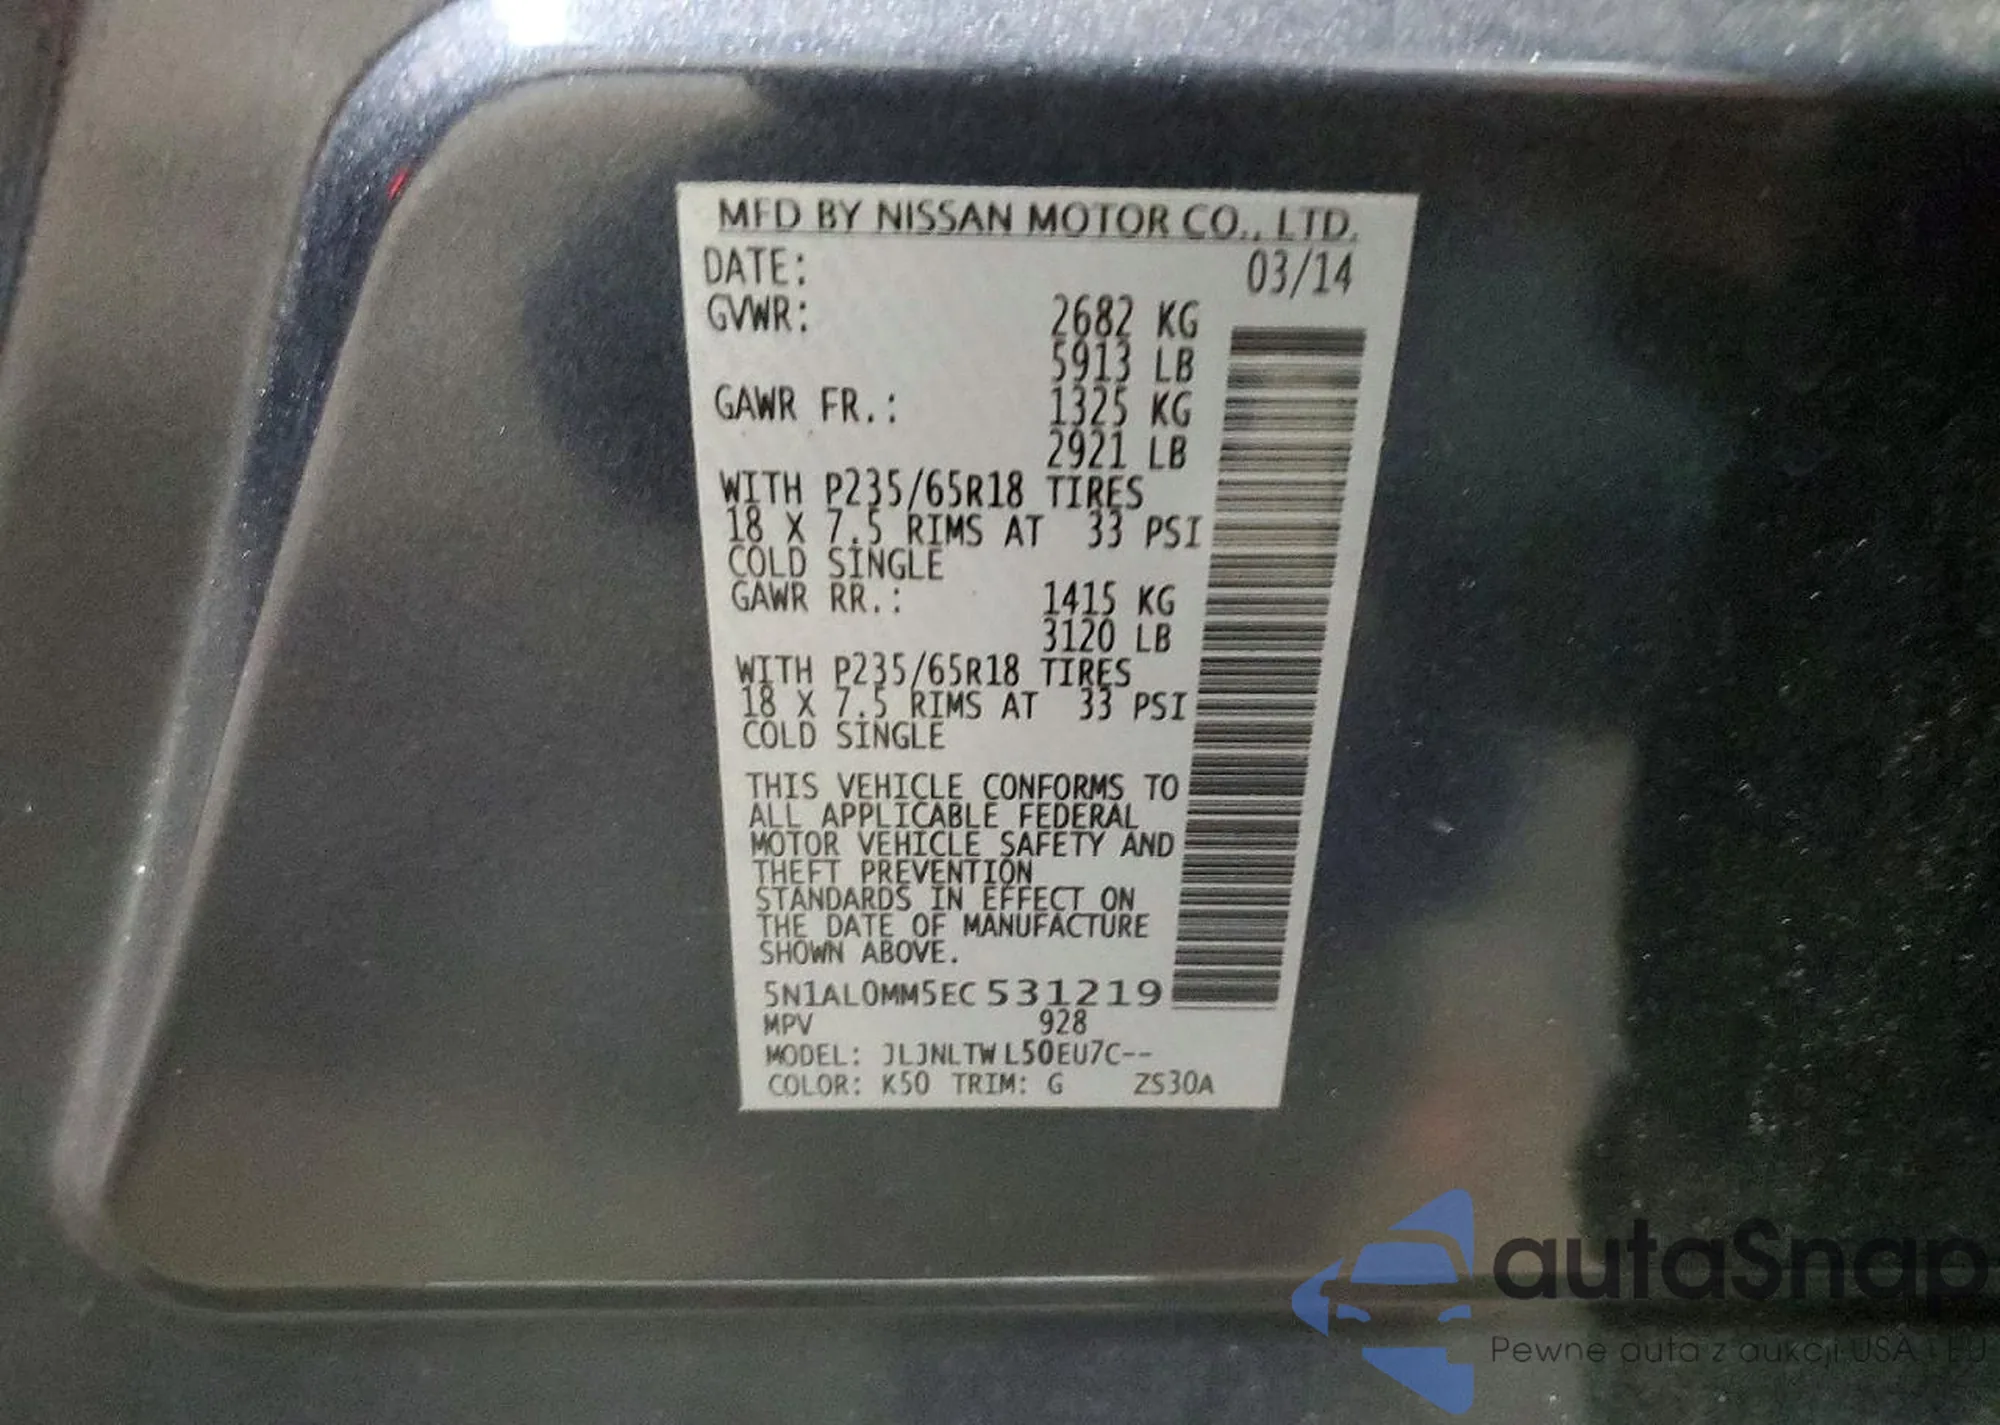 MFD BY NISSAN MOTOR CO., LTD.
DATE: 03/14
GVWR: 2682 KG
5913 LB
GAWR FR.: 1325 KG
2921 LB
WITH P235/65R18 TIRES
18 X 7.5 RIMS AT 33 PSI
COLD SINGLE
GAWR RR.: 1415 KG
3120 LB
WITH P235/65R18 TIRES
18 X 7.5 RIMS AT 33 PSI
COLD SINGLE
THIS VEHICLE CONFORMS TO
ALL APPLICABLE FEDERAL
MOTOR VEHICLE SAFETY AND
THEFT PREVENTION
STANDARDS IN EFFECT ON
THE DATE OF MANUFACTURE
SHOWN ABOVE.
5N1AL0MM5EC531219
MPV 928
MODEL: JLJNLTWL50EU7C--
COLOR: K50 TRIM: G ZS30A
autaSnap
Pewne auta z aukcji USA i EU